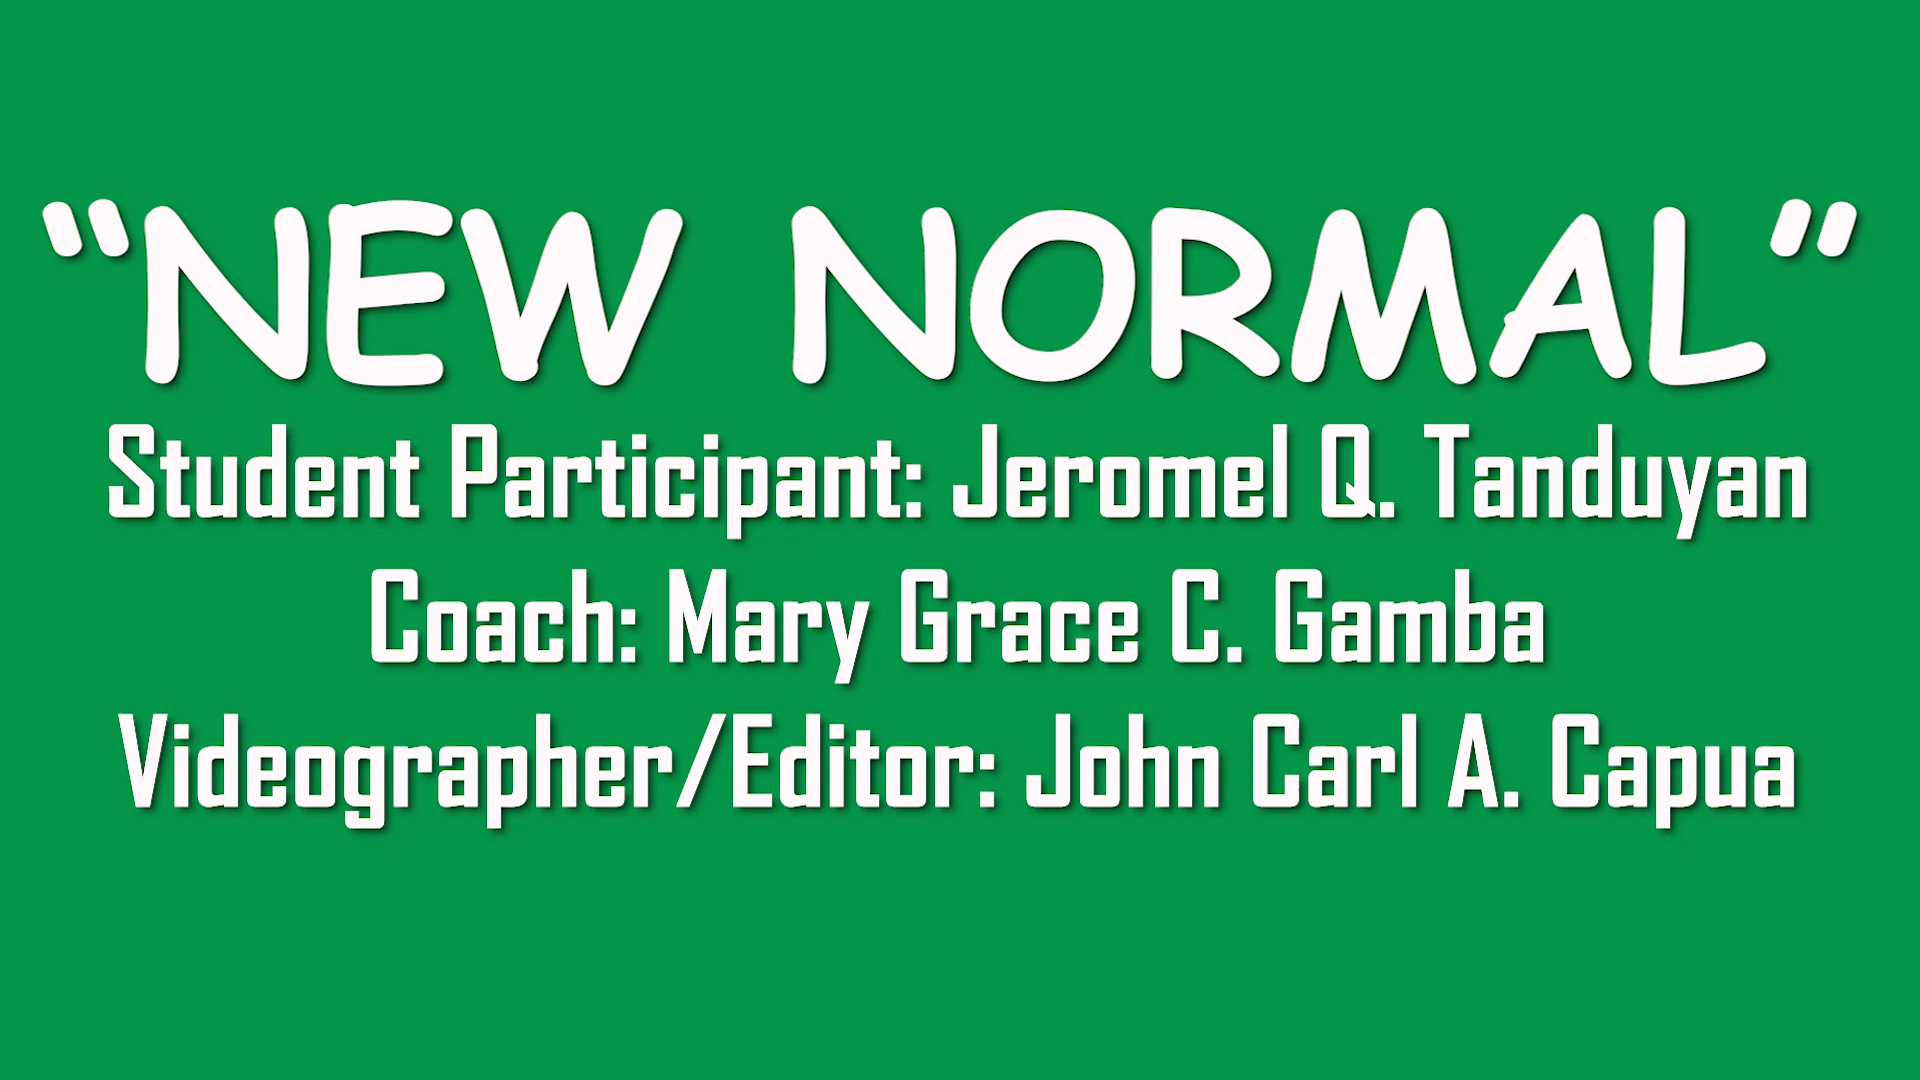 “NEW NORMAL”
Student Participant: Jeromel Q. Tanduyan
Coach: Mary Grace C. Gamba
Videographer/Editor: John Carl A. Capua